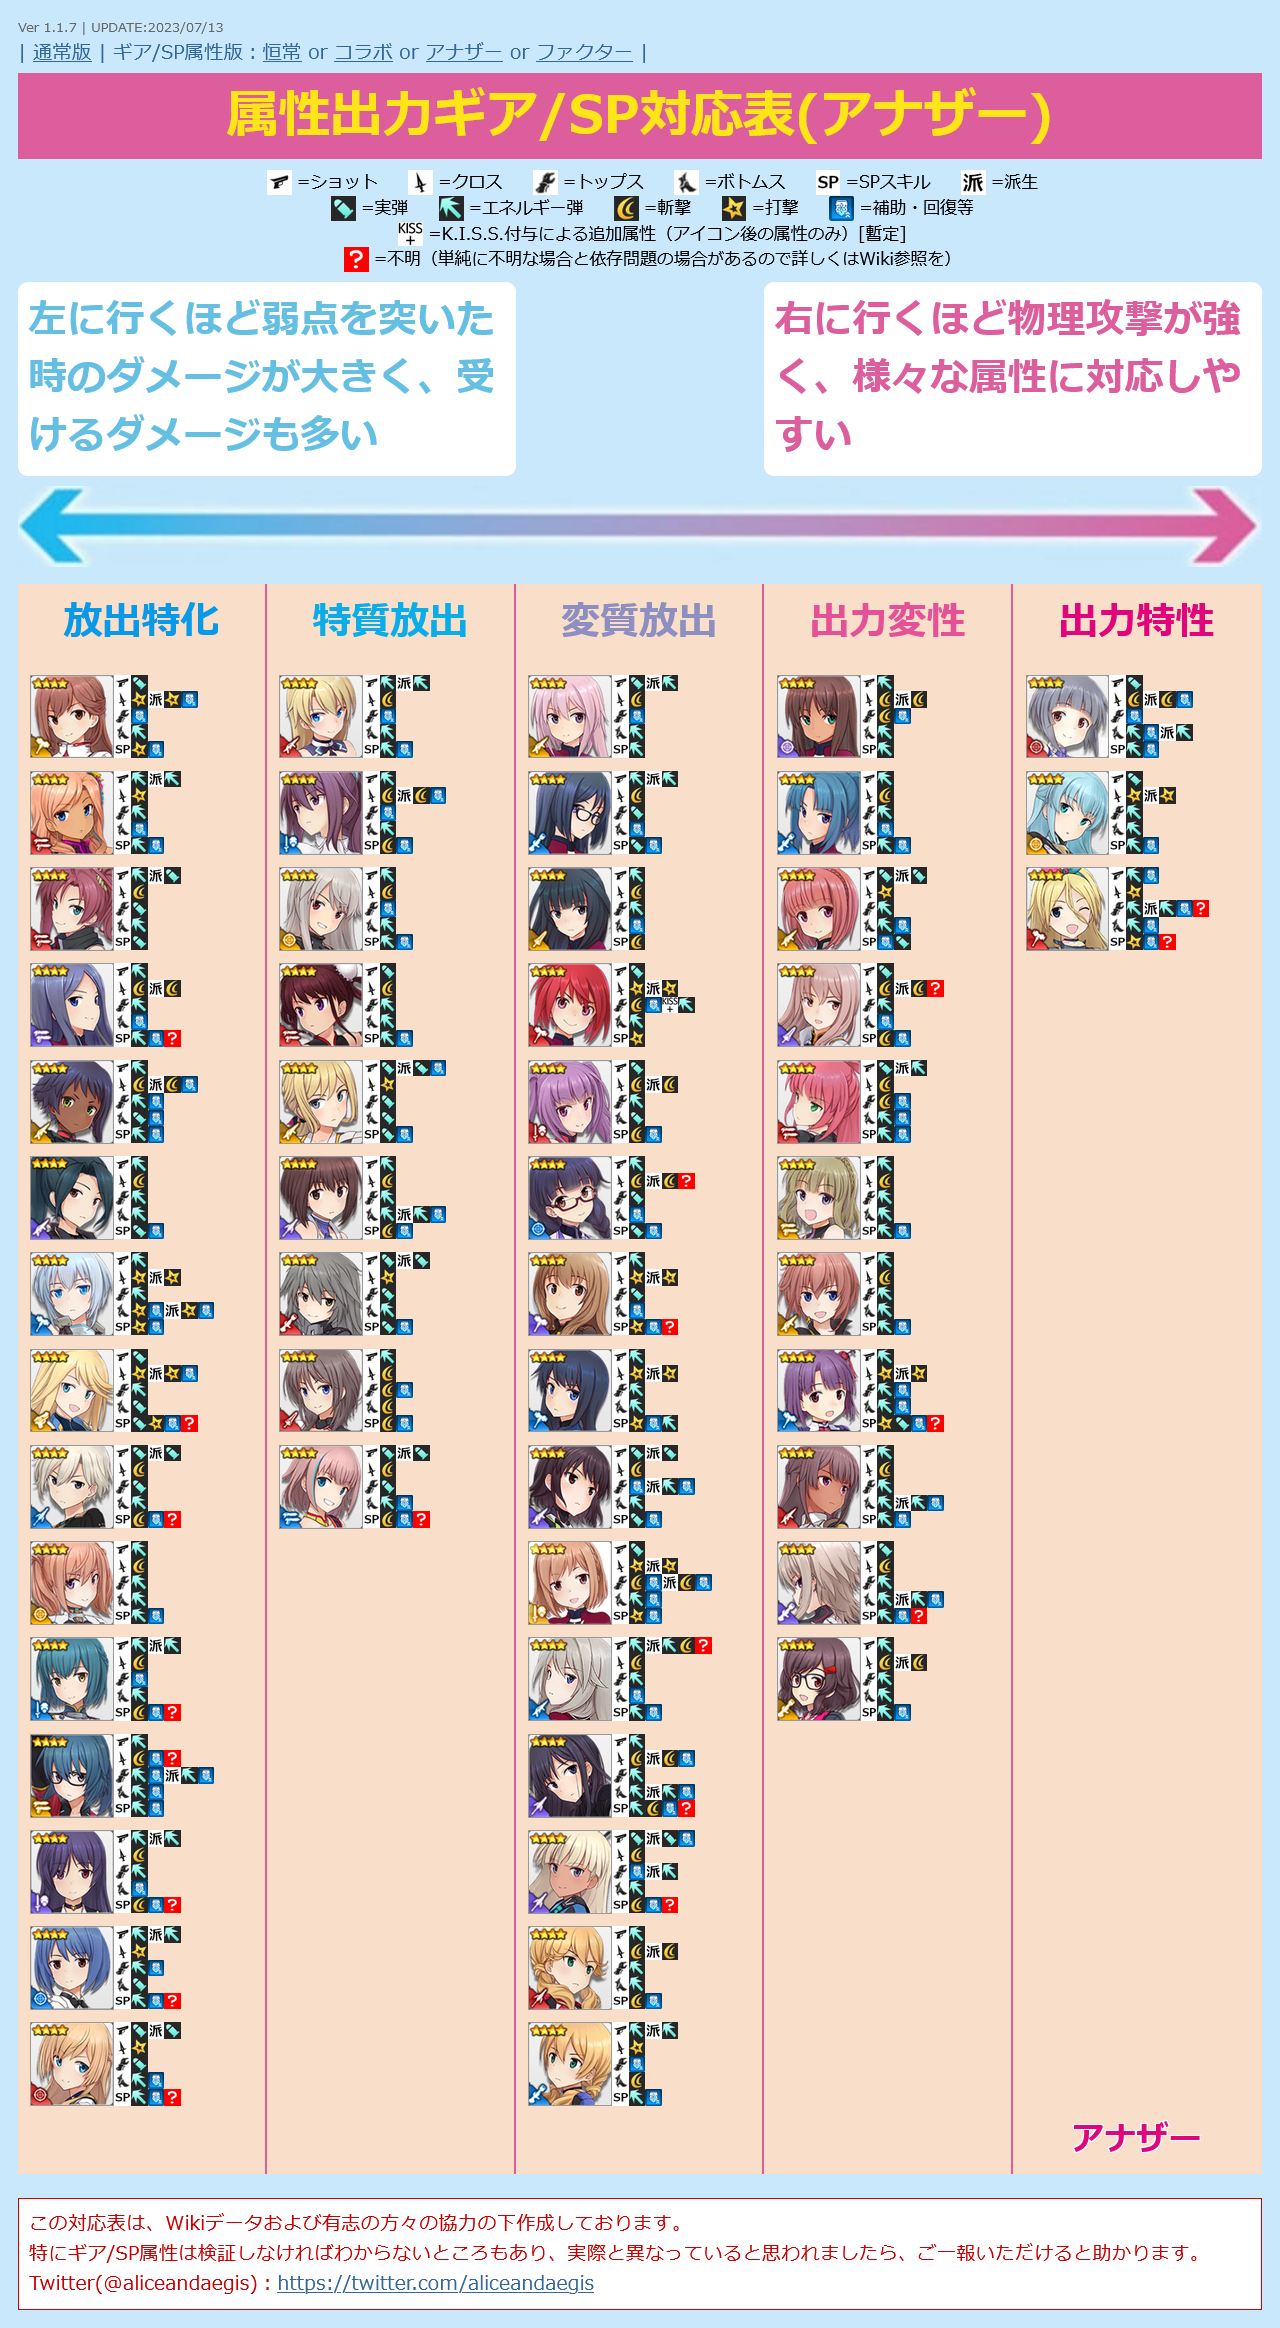 Ver 1.1.7 | UPDATE:2023/07/13
| 通常版 | ギア/SP属性版：恒常 or コラボ or アナザー or ファクター |
属性出力ギア/SP対応表(アナザー)
=ショット =クロス =トップス =ボトムス SP =SPスキル 派 =派生
=実弾 =エネルギー弾 =斬撃 =打撃 =補助・回復等
KISS+ =K.I.S.S.付与による追加属性（アイコン後の属性のみ）[暫定]
? =不明（単純に不明な場合と依存問題の場合があるので詳しくはWiki参照を）
左に行くほど弱点を突いた
時のダメージが大きく、受
けるダメージも多い
右に行くほど物理攻撃が強
く、様々な属性に対応しや
すい
放出特化 特質放出 変質放出 出力変性 出力特性
アナザー
この対応表は、Wikiデータおよび有志の方々の協力の下作成しております。
特にギア/SP属性は検証しなければわからないところもあり、実際と異なっていると思われましたら、ご一報いただけると助かります。
Twitter(@aliceandaegis)：https://twitter.com/aliceandaegis